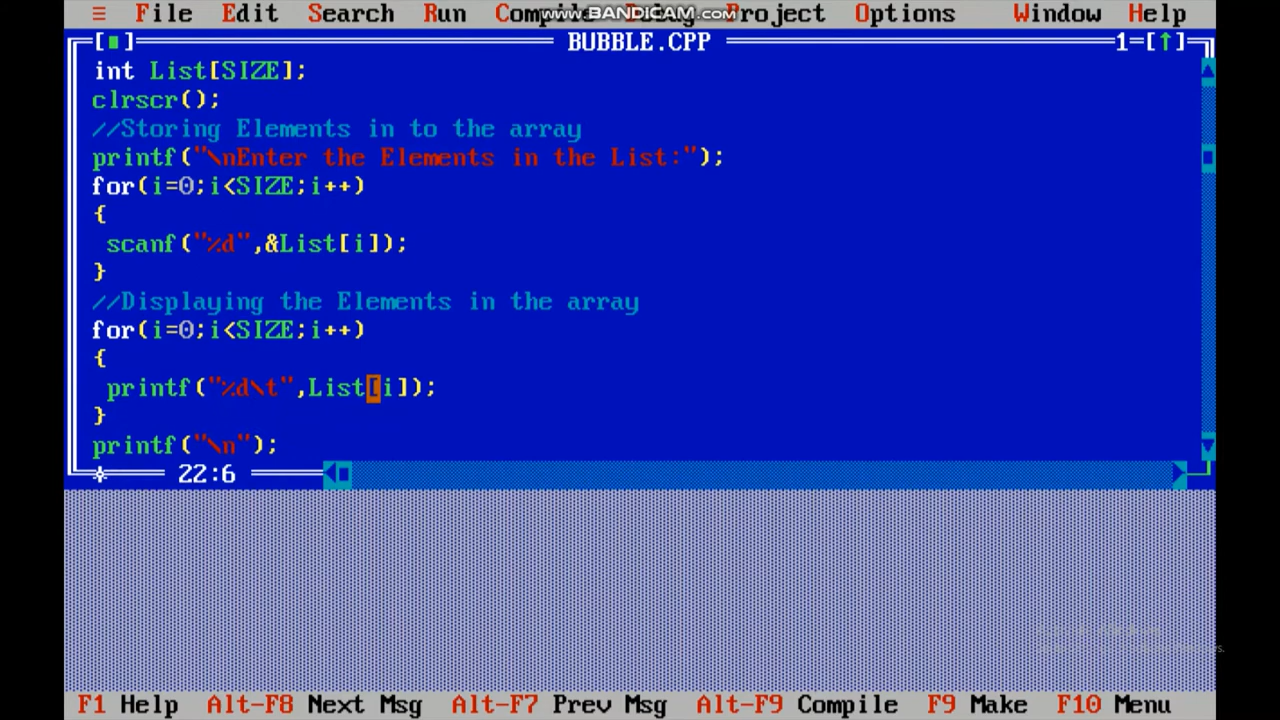 ≡ File Edit Search Run Compile Debug Project Options Window Help
www.BANDICAM.com
[■] BUBBLE.CPP 1=[↑]
int List[SIZE];
clrscr();
//Storing Elements in to the array
printf("\nEnter the Elements in the List:");
for(i=0;i<SIZE;i++)
{
scanf("%d",&List[i]);
}
//Displaying the Elements in the array
for(i=0;i<SIZE;i++)
{
printf("%d\t",List[i]);
}
printf("\n");
22:6
F1 Help Alt-F8 Next Msg Alt-F7 Prev Msg Alt-F9 Compile F9 Make F10 Menu